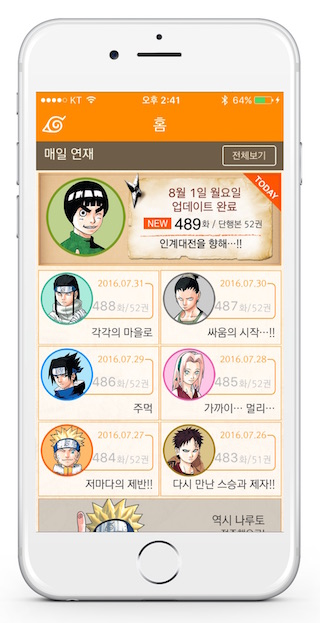 KT 오후 2:41 64%
홈
매일 연재 전체보기
TODAY
8월 1일 월요일
업데이트 완료
NEW 489화 / 단행본 52권
인계대전을 향해…!!
2016.07.31
488화/52권
각각의 마을로
2016.07.30
487화/52권
싸움의 시작…!!
2016.07.29
486화/52권
주먹
2016.07.28
485화/52권
가까이… 멀리…
2016.07.27
484화/52권
저마다의 제반!!
2016.07.26
483화/51권
다시 만난 스승과 제자!!
역시 나루토